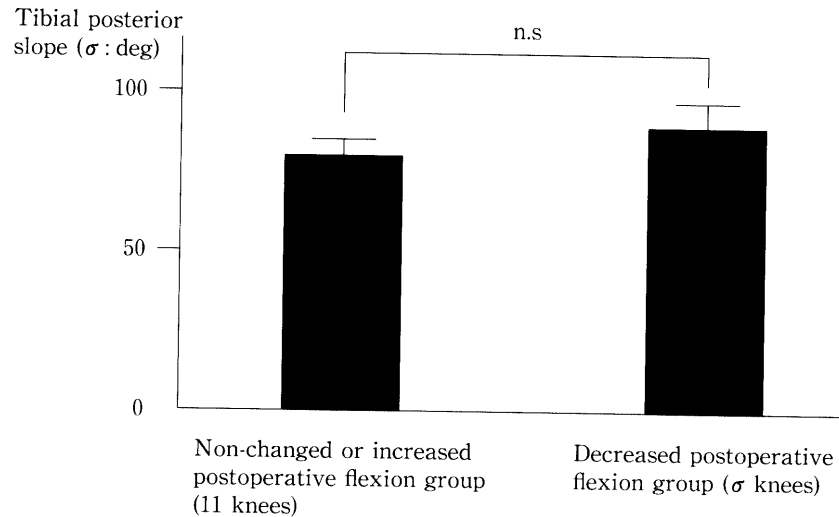 Tibial posterior
slope (σ : deg)
n.s
100
50
0
Non-changed or increased
postoperative flexion group
(11 knees)
Decreased postoperative
flexion group (σ knees)